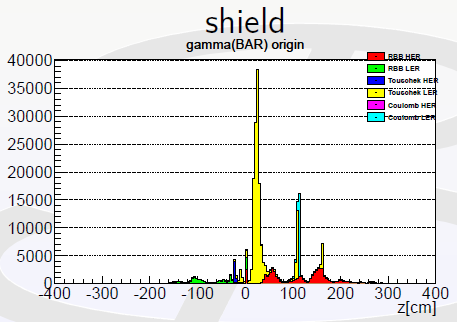 shield
gamma(BAR) origin
40000
35000
30000
25000
20000
15000
10000
5000
0
-400 -300 -200 -100 0 100 200 300 400
z[cm]
RBB HER
RBB LER
Touschek HER
Touschek LER
Coulomb HER
Coulomb LER